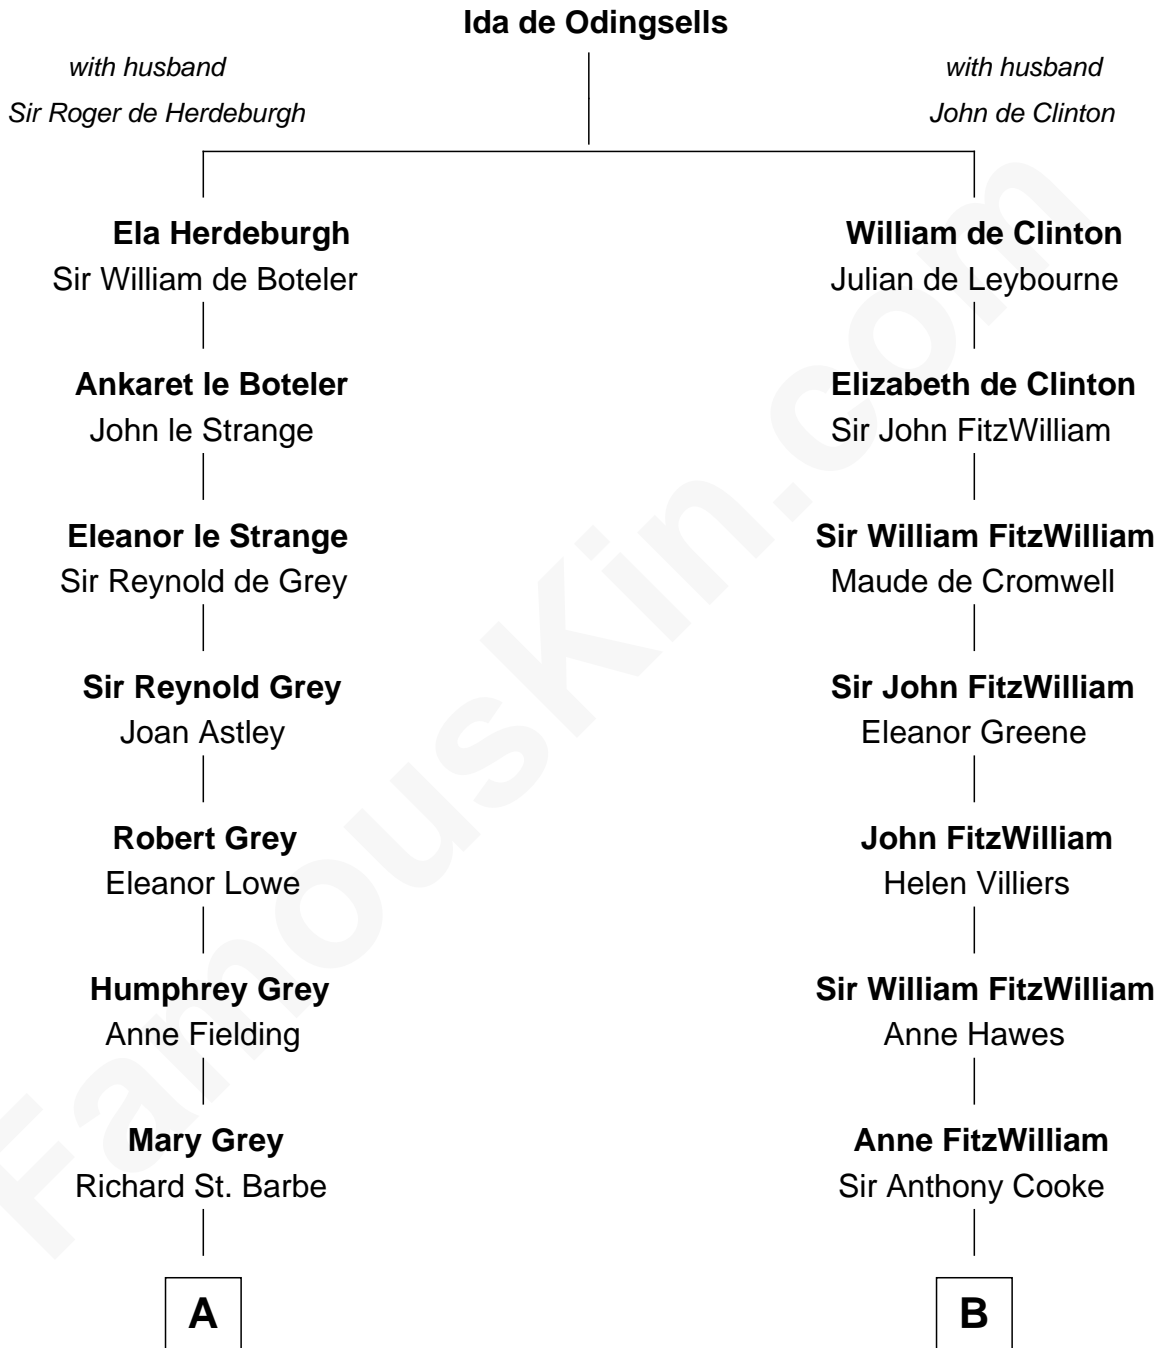 Ida de Odingsells
with husband
Sir Roger de Herdeburgh
with husband
John de Clinton
Ela Herdeburgh
Sir William de Boteler
Ankaret le Boteler
John le Strange
Eleanor le Strange
Sir Reynold de Grey
Sir Reynold Grey
Joan Astley
Robert Grey
Eleanor Lowe
Humphrey Grey
Anne Fielding
Mary Grey
Richard St. Barbe
A
William de Clinton
Julian de Leybourne
Elizabeth de Clinton
Sir John FitzWilliam
Sir William FitzWilliam
Maude de Cromwell
Sir John FitzWilliam
Eleanor Greene
John FitzWilliam
Helen Villiers
Sir William FitzWilliam
Anne Hawes
Anne FitzWilliam
Sir Anthony Cooke
B
FamousKin.com